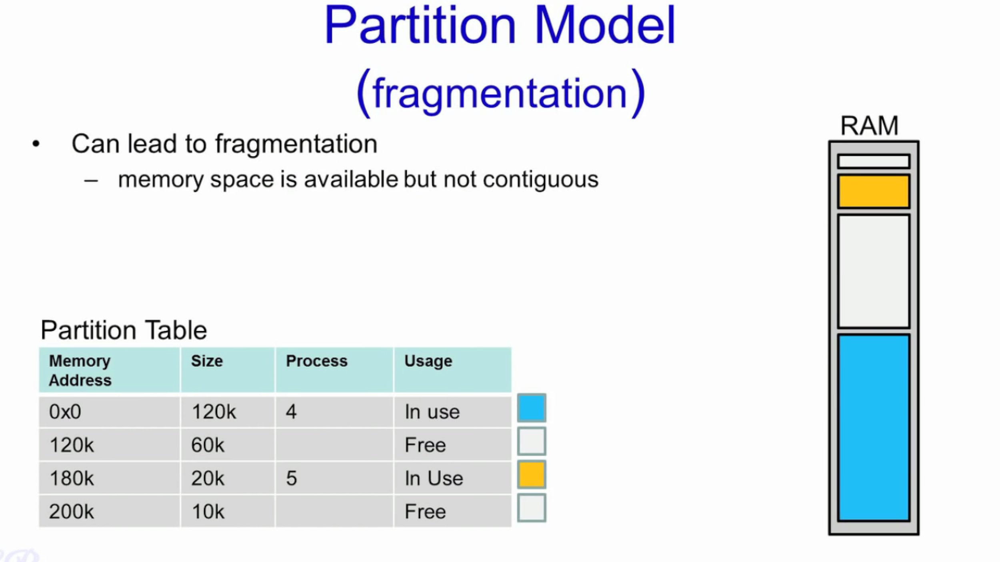 Partition Model
(fragmentation)
• Can lead to fragmentation
– memory space is available but not contiguous
RAM
Partition Table
Memory Address Size Process Usage
0x0 120k 4 In use
120k 60k Free
180k 20k 5 In Use
200k 10k Free